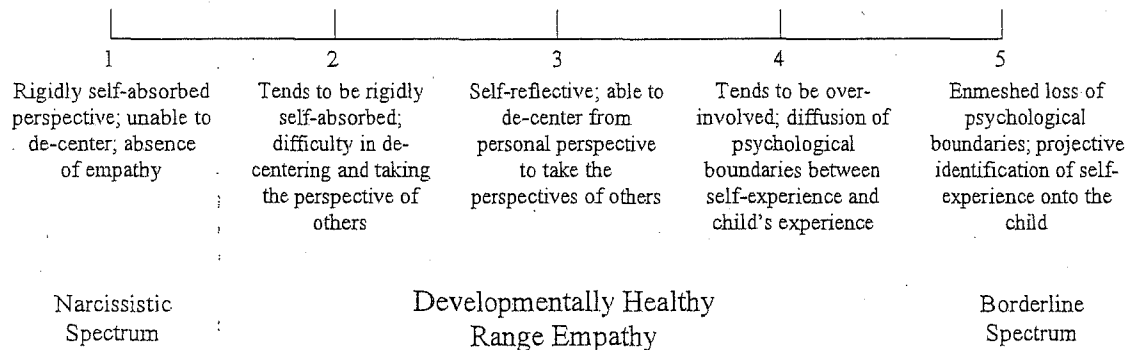 1 2 3 4 5
Rigidly self-absorbed
perspective; unable to
de-center; absence
of empathy
Tends to be rigidly
self-absorbed;
difficulty in de-
centering and taking
the perspective of
others
Self-reflective; able to
de-center from
personal perspective
to take the
perspectives of others
Tends to be over-
involved; diffusion of
psychological
boundaries between
self-experience and
child's experience
Enmeshed loss of
psychological
boundaries; projective
identification of self-
experience onto the
child
Narcissistic
Spectrum
Developmentally Healthy
Range Empathy
Borderline
Spectrum